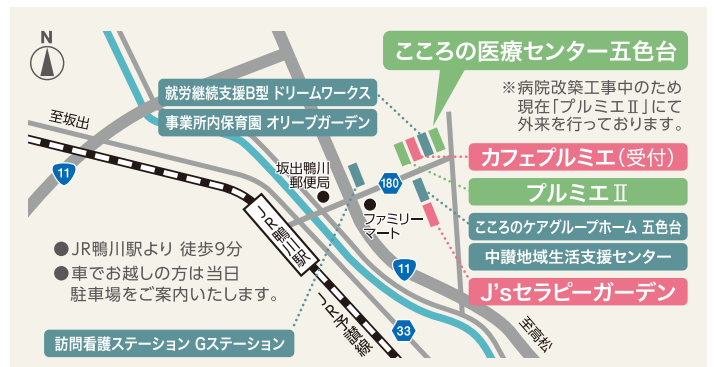 N
こころの医療センター五色台
就労継続支援B型 ドリームワークス
事業所内保育園 オリーブガーデン
※病院改築工事中のため
現在「プルミエⅡ」にて
外来を行っております。
至坂出
11
坂出鴨川
郵便局
180
カフェプルミエ(受付)
プルミエⅡ
ファミリー
マート
こころのケアグループホーム 五色台
中讃地域生活支援センター
J'sセラピーガーデン
JR鴨川駅
●JR鴨川駅より 徒歩9分
●車でお越しの方は当日
駐車場をご案内いたします。
11
33
JR予讃線
至高松
訪問看護ステーション Gステーション